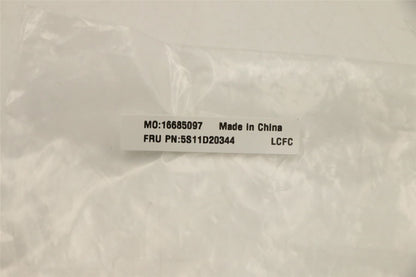 MO:16685097 Made in China
FRU PN:5S11D20344 LCFC